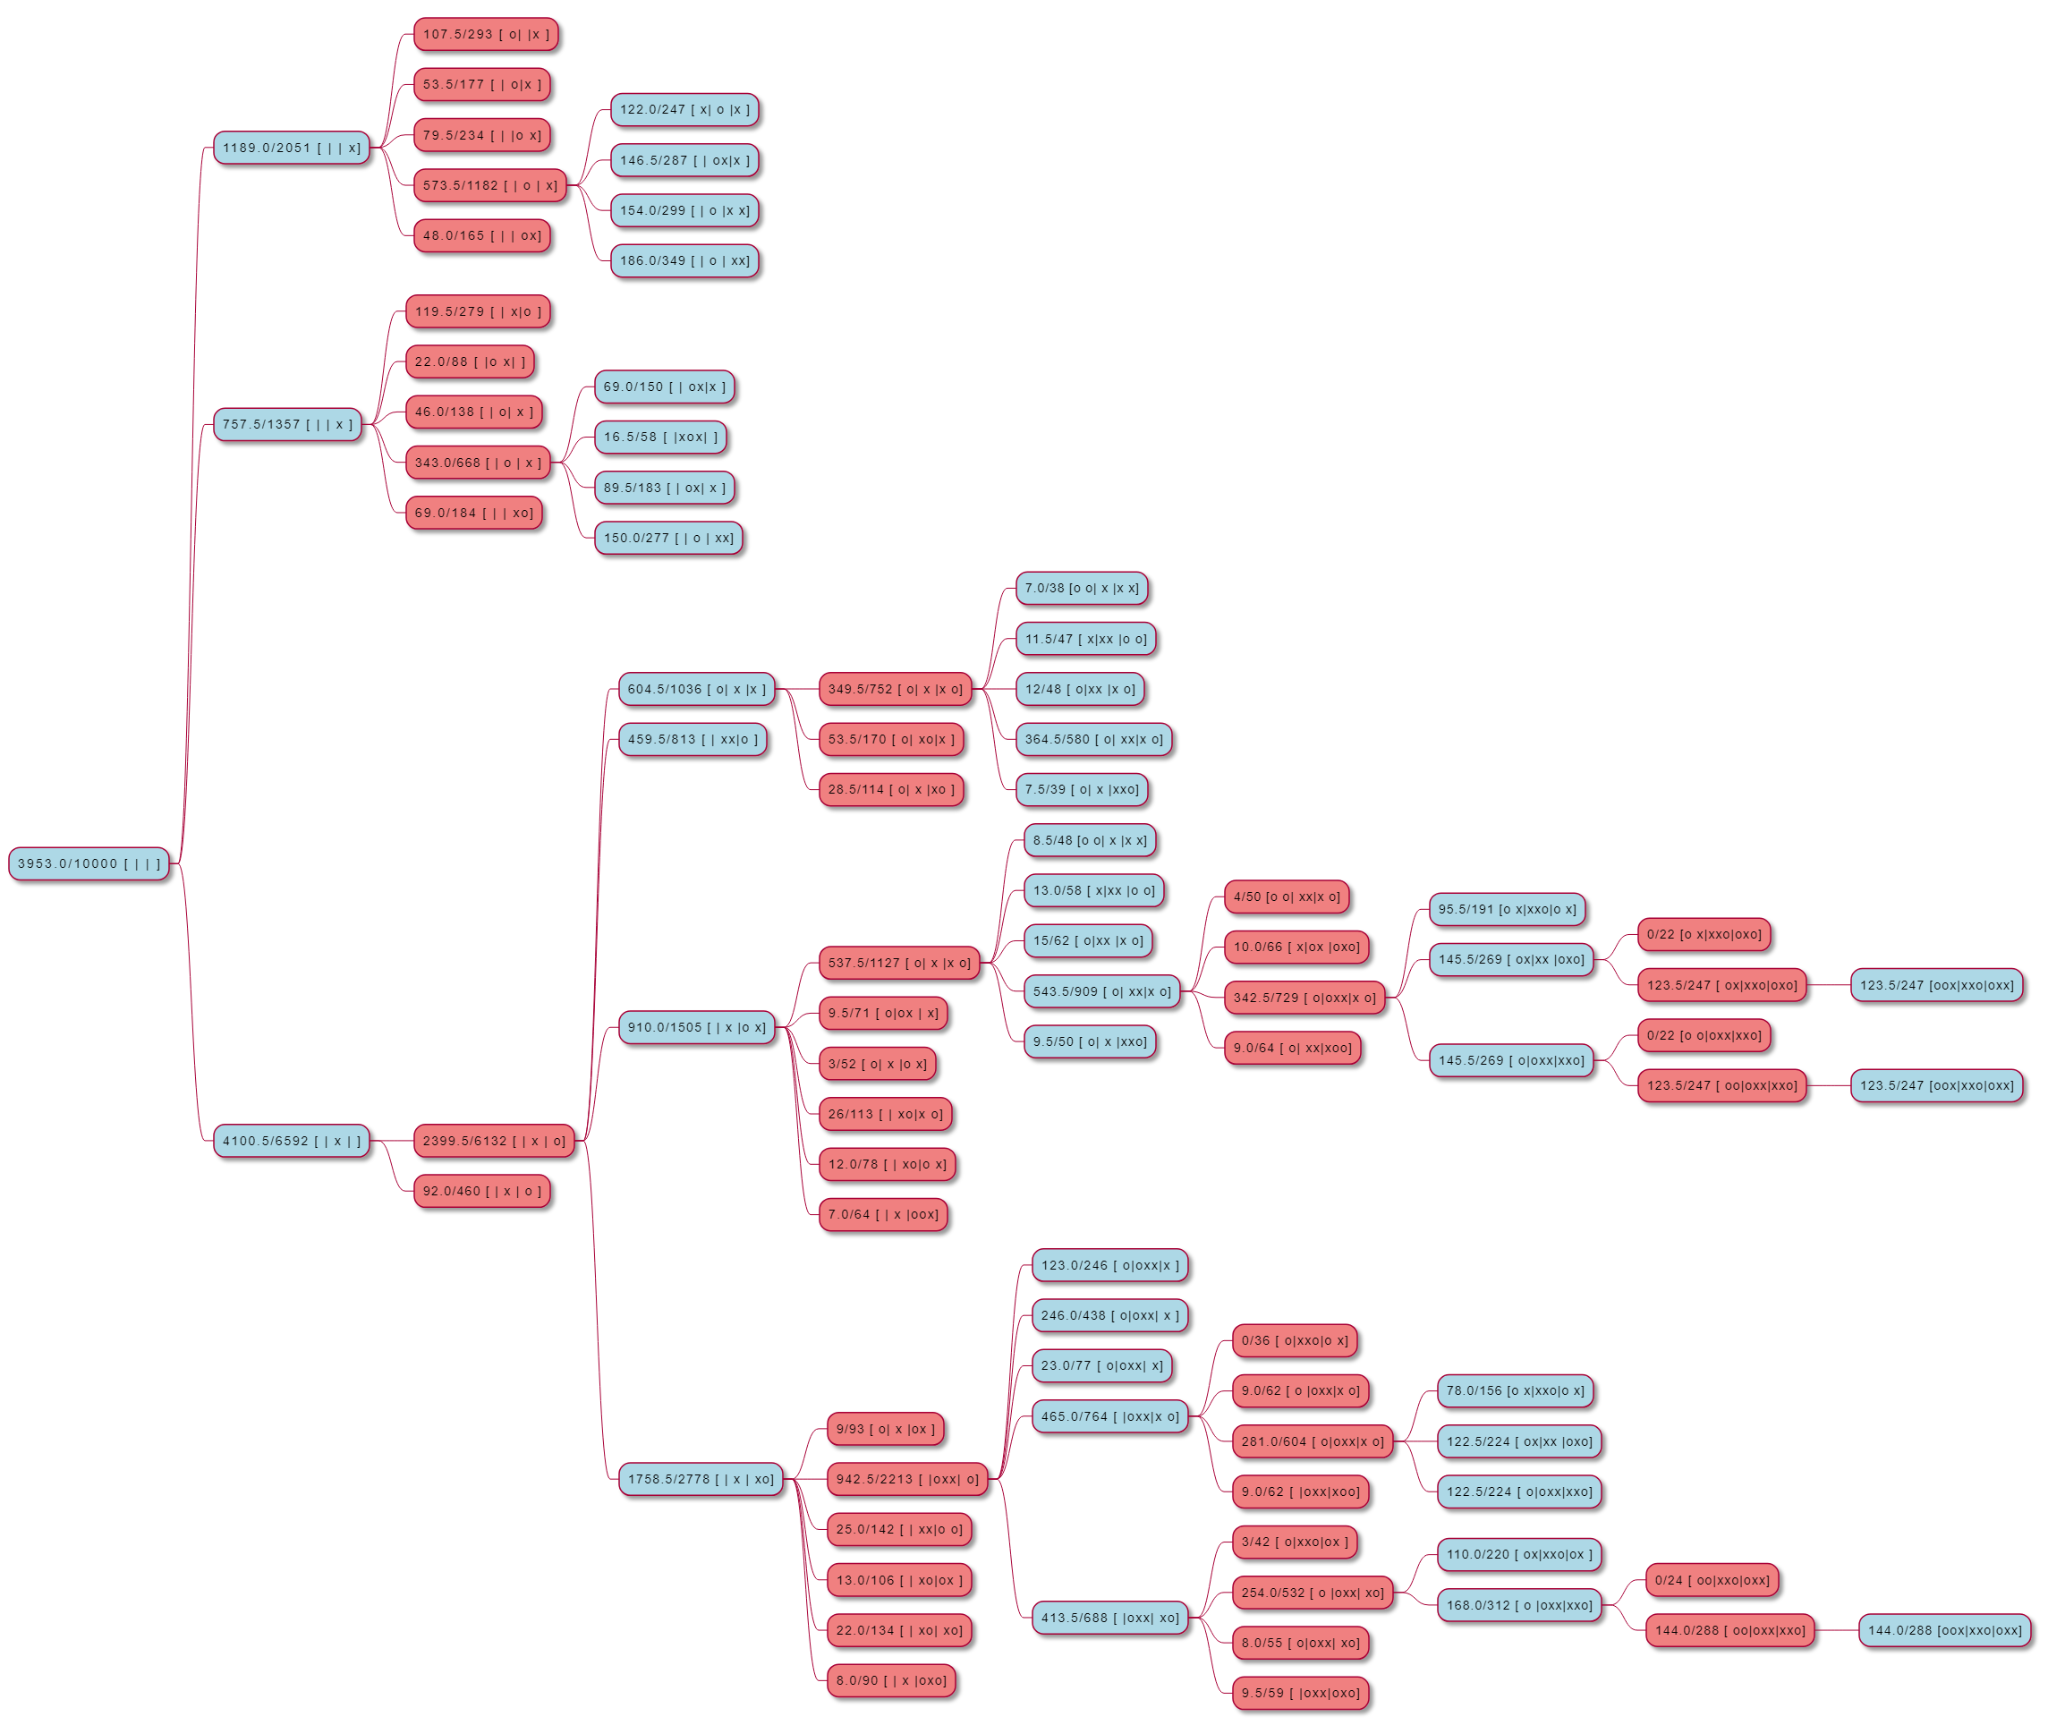 107.5/293 [ o| |x ]
53.5/177 [ | o|x ]
122.0/247 [ x| o |x ]
79.5/234 [ | |o x]
1189.0/2051 [ | | x]
146.5/287 [ | ox|x ]
573.5/1182 [ | o | x]
154.0/299 [ | o |x x]
48.0/165 [ | | ox]
186.0/349 [ | o | xx]
119.5/279 [ | x|o ]
22.0/88 [ |o x| ]
69.0/150 [ | ox|x ]
46.0/138 [ | o| x ]
757.5/1357 [ | | x ]
16.5/58 [ |xox| ]
343.0/668 [ | o | x ]
89.5/183 [ | ox| x ]
69.0/184 [ | | xo]
150.0/277 [ | o | xx]
7.0/38 [o o| x |x x]
11.5/47 [ x|xx |o o]
604.5/1036 [ o| x |x ]
349.5/752 [ o| x |x o]
12/48 [ o|xx |x o]
459.5/813 [ | xx|o ]
53.5/170 [ o| xo|x ]
364.5/580 [ o| xx|x o]
28.5/114 [ o| x |xo ]
7.5/39 [ o| x |xxo]
8.5/48 [o o| x |x x]
3953.0/10000 [ | | ]
13.0/58 [ x|xx |o o]
4/50 [o o| xx|x o]
95.5/191 [o x|xxo|o x]
15/62 [ o|xx |x o]
10.0/66 [ x|ox |oxo]
0/22 [o x|xxo|oxo]
537.5/1127 [ o| x |x o]
145.5/269 [ ox|xx |oxo]
543.5/909 [ o| xx|x o]
342.5/729 [ o|oxx|x o]
123.5/247 [ ox|xxo|oxo]
123.5/247 [oox|xxo|oxx]
9.5/71 [ o|ox | x]
910.0/1505 [ | x |o x]
9.5/50 [ o| x |xxo]
9.0/64 [ o| xx|xoo]
0/22 [o o|oxx|xxo]
3/52 [ o| x |o x]
145.5/269 [ o|oxx|xxo]
123.5/247 [ oo|oxx|xxo]
123.5/247 [oox|xxo|oxx]
26/113 [ | xo|x o]
4100.5/6592 [ | x | ]
2399.5/6132 [ | x | o]
12.0/78 [ | xo|o x]
92.0/460 [ | x | o ]
7.0/64 [ | x |oox]
123.0/246 [ o|oxx|x ]
246.0/438 [ o|oxx| x ]
0/36 [ o|xxo|o x]
23.0/77 [ o|oxx| x]
9.0/62 [ o |oxx|x o]
78.0/156 [o x|xxo|o x]
465.0/764 [ |oxx|x o]
9/93 [ o| x |ox ]
281.0/604 [ o|oxx|x o]
122.5/224 [ ox|xx |oxo]
1758.5/2778 [ | x | xo]
942.5/2213 [ |oxx| o]
9.0/62 [ |oxx|xoo]
122.5/224 [ o|oxx|xxo]
25.0/142 [ | xx|o o]
3/42 [ o|xxo|ox ]
110.0/220 [ ox|xxo|ox ]
13.0/106 [ | xo|ox ]
254.0/532 [ o |oxx| xo]
0/24 [ oo|xxo|oxx]
413.5/688 [ |oxx| xo]
168.0/312 [ o |oxx|xxo]
22.0/134 [ | xo| xo]
8.0/55 [ o|oxx| xo]
144.0/288 [ oo|oxx|xxo]
144.0/288 [oox|xxo|oxx]
8.0/90 [ | x |oxo]
9.5/59 [ |oxx|oxo]